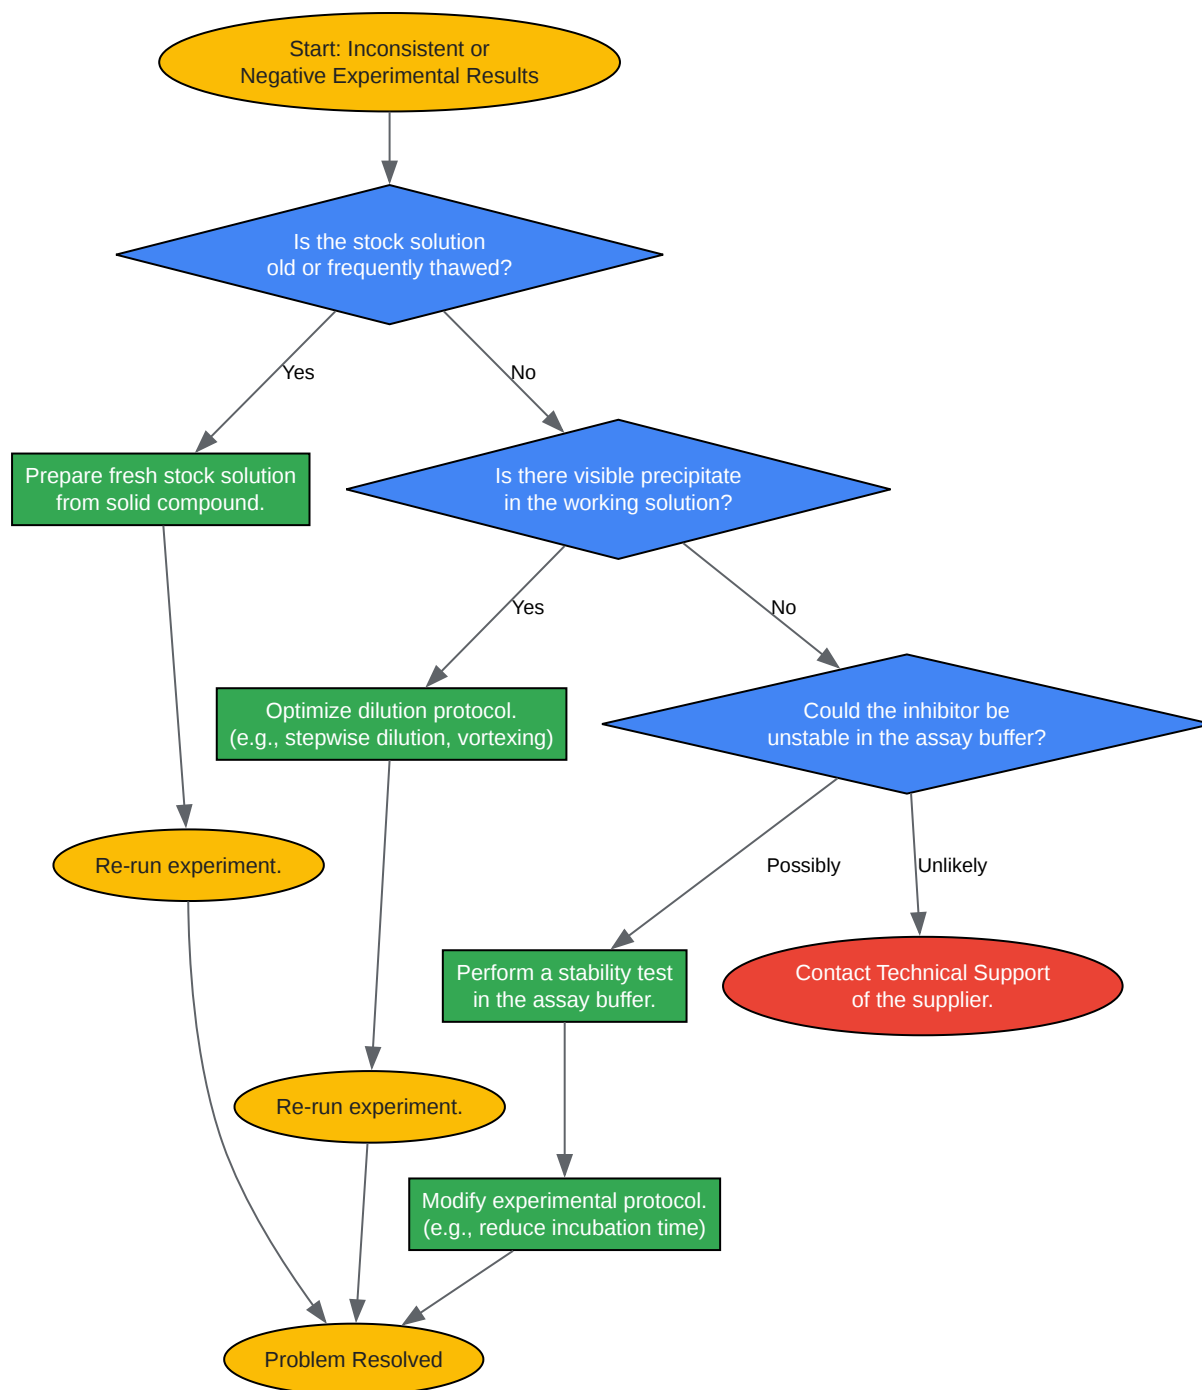 Start: Inconsistent or
Negative Experimental Results
Is the stock solution
old or frequently thawed?
Yes
No
Prepare fresh stock solution
from solid compound.
Is there visible precipitate
in the working solution?
Yes
No
Optimize dilution protocol.
(e.g., stepwise dilution, vortexing)
Could the inhibitor be
unstable in the assay buffer?
Re-run experiment.
Possibly
Unlikely
Perform a stability test
in the assay buffer.
Contact Technical Support
of the supplier.
Re-run experiment.
Modify experimental protocol.
(e.g., reduce incubation time)
Problem Resolved